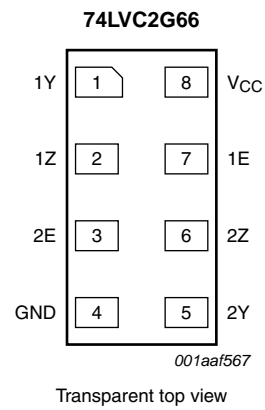 74LVC2G66
1Y 1 8 VCC
1Z 2 7 1E
2E 3 6 2Z
GND 4 5 2Y
001aaf567
Transparent top view